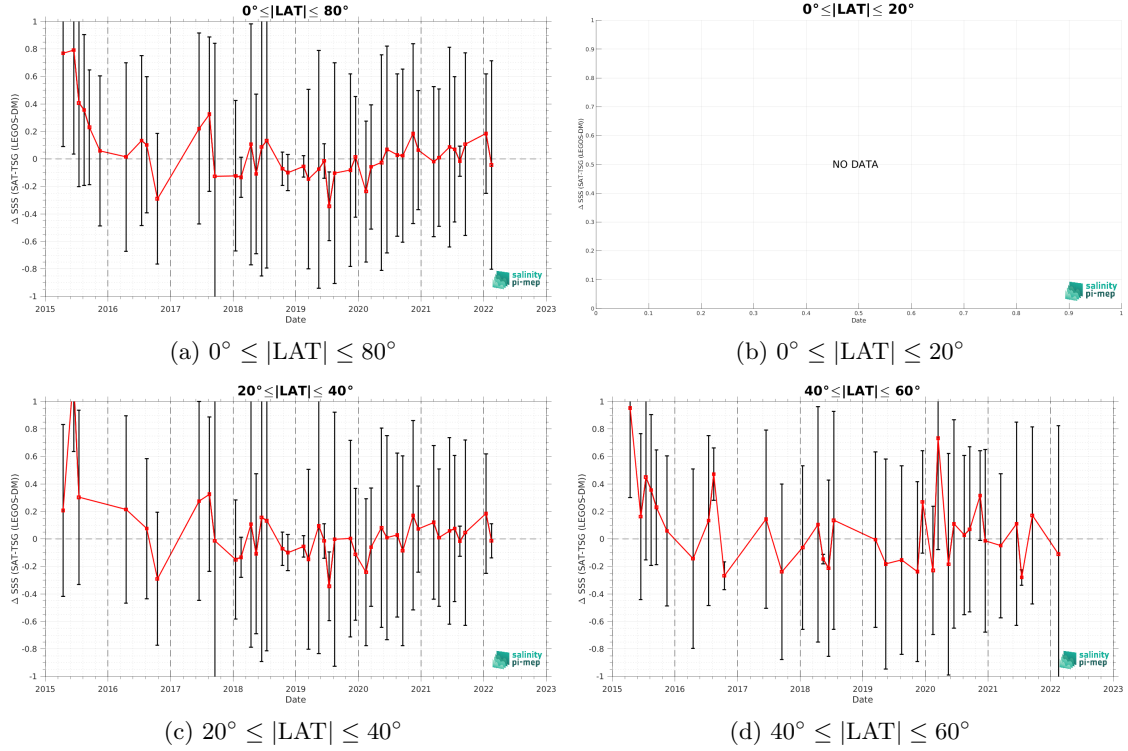 0°≤|LAT|≤ 80°
Δ SSS (SAT-TSG (LEGOS-DM))
1
0.8
0.6
0.4
0.2
0
-0.2
-0.4
-0.6
-0.8
-1
2015 2016 2017 2018 2019 2020 2021 2022 2023
Date
salinity
pi-mep
(a) 0° ≤ |LAT| ≤ 80°
0°≤|LAT|≤ 20°
Δ SSS (SAT-TSG (LEGOS-DM))
1
0.9
0.8
0.7
0.6
0.5
0.4
0.3
0.2
0.1
0
NO DATA
0 0.1 0.2 0.3 0.4 0.5 0.6 0.7 0.8 0.9 1
Date
salinity
pi-mep
(b) 0° ≤ |LAT| ≤ 20°
20°≤|LAT|≤ 40°
Δ SSS (SAT-TSG (LEGOS-DM))
1
0.8
0.6
0.4
0.2
0
-0.2
-0.4
-0.6
-0.8
-1
2015 2016 2017 2018 2019 2020 2021 2022 2023
Date
salinity
pi-mep
(c) 20° ≤ |LAT| ≤ 40°
40°≤|LAT|≤ 60°
Δ SSS (SAT-TSG (LEGOS-DM))
1
0.8
0.6
0.4
0.2
0
-0.2
-0.4
-0.6
-0.8
-1
2015 2016 2017 2018 2019 2020 2021 2022 2023
Date
salinity
pi-mep
(d) 40° ≤ |LAT| ≤ 60°